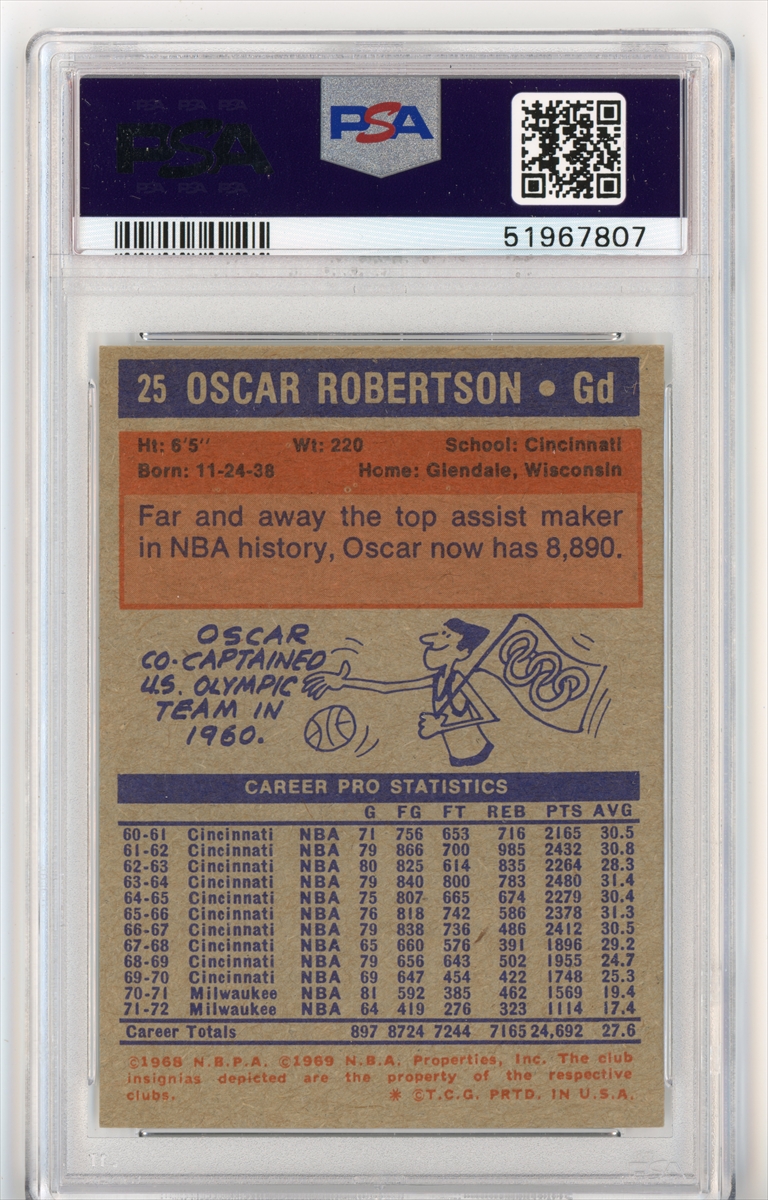 PSA PSA PSA
PSA
PSA PSA PSA
PSA
51967807
25 OSCAR ROBERTSON • Gd
Ht: 6'5'' Wt: 220 School: Cincinnati
Born: 11-24-38 Home: Glendale, Wisconsin
Far and away the top assist maker
in NBA history, Oscar now has 8,890.
OSCAR
CO-CAPTAINED
U.S. OLYMPIC
TEAM IN
1960.
CAREER PRO STATISTICS
G FG FT REB PTS AVG
60-61 Cincinnati NBA 71 756 653 716 2165 30.5
61-62 Cincinnati NBA 79 866 700 985 2432 30.8
62-63 Cincinnati NBA 80 825 614 835 2264 28.3
63-64 Cincinnati NBA 79 840 800 783 2480 31.4
64-65 Cincinnati NBA 75 807 665 674 2279 30.4
65-66 Cincinnati NBA 76 818 742 586 2378 31.3
66-67 Cincinnati NBA 79 838 736 486 2412 30.5
67-68 Cincinnati NBA 65 660 576 391 1896 29.2
68-69 Cincinnati NBA 79 656 643 502 1955 24.7
69-70 Cincinnati NBA 69 647 454 422 1748 25.3
70-71 Milwaukee NBA 81 592 385 462 1569 19.4
71-72 Milwaukee NBA 64 419 276 323 1114 17.4
Career Totals 897 8724 7244 7165 24,692 27.6
©1968 N.B.P.A. ©1969 N.B.A. Properties, Inc. The club
insignias depicted are the property of the respective
clubs. * ©T.C.G. PRTD. IN U.S.A.
PSA